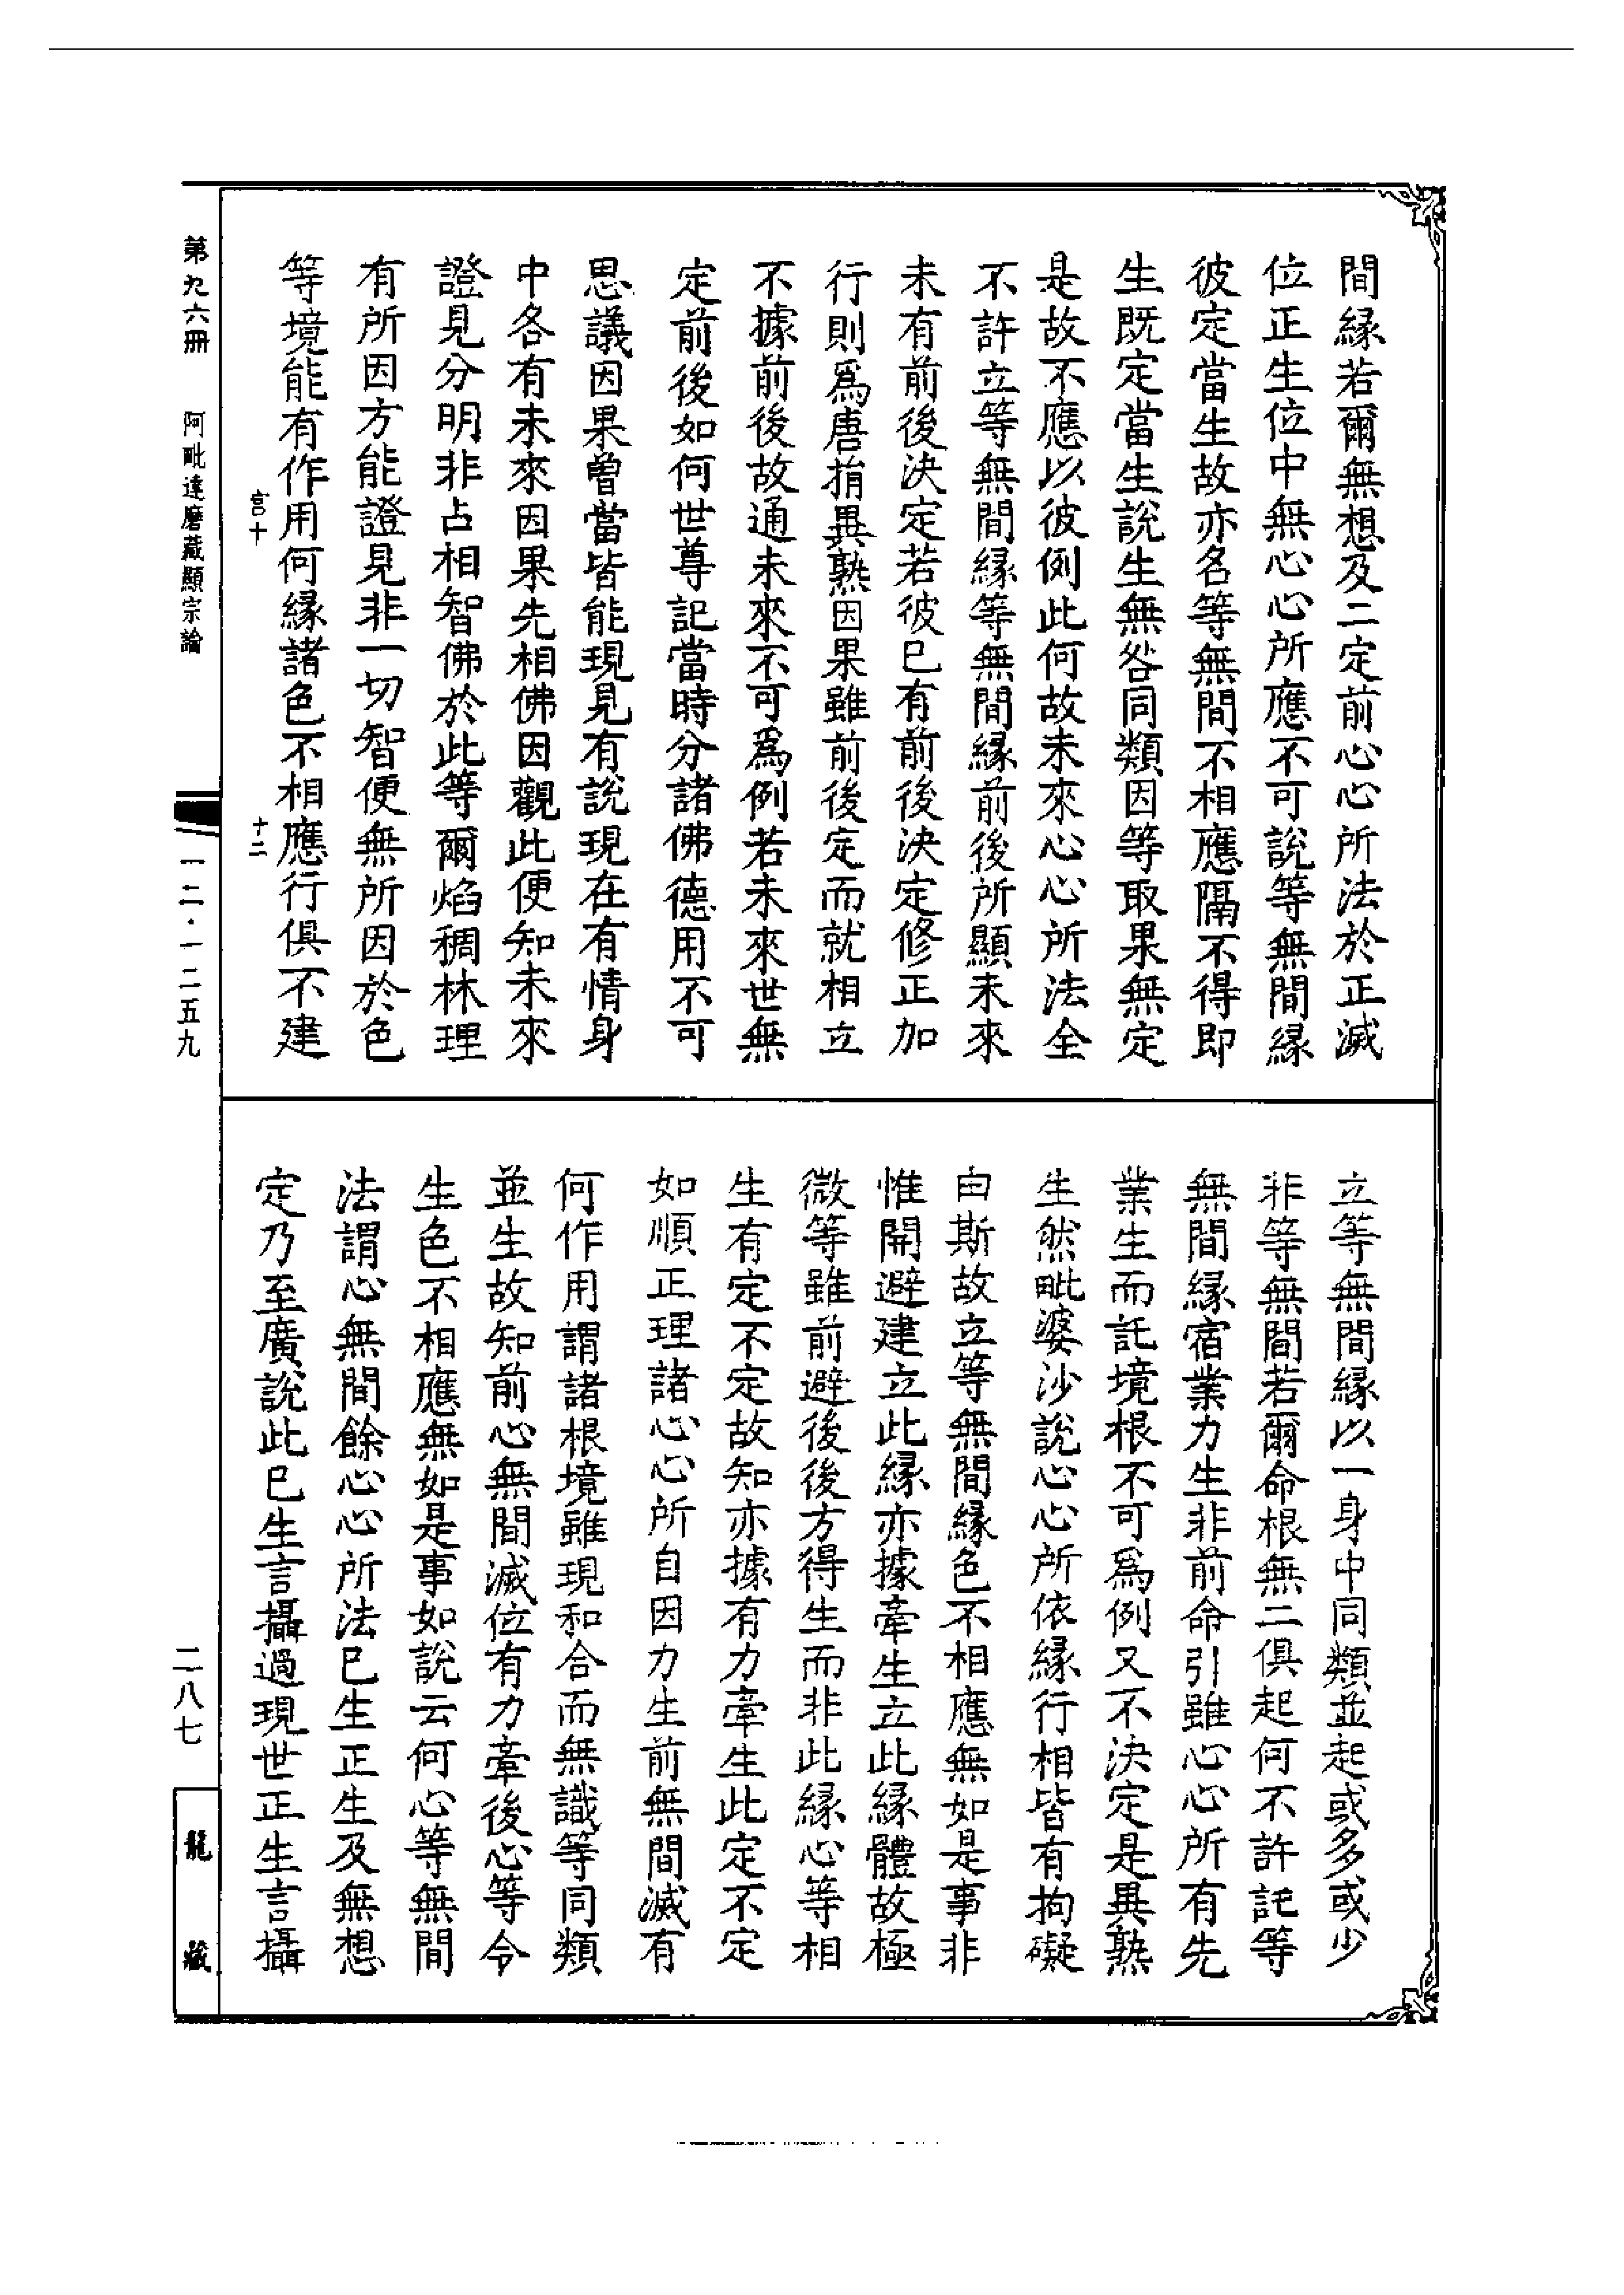 間緣若爾無想及二定前心心所法於正滅
位正生位中無心心所應不可說等無間緣
彼定當生故亦名等無間不相應隔不得即
生既定當生說生無咎同類因等取果無定
是故不應以彼例此何故未來心心所法全
不許立等無間緣等無間緣前後所顯未來
未有前後決定若彼已有前後決定修正加
行則爲唐捐異熟因果雖前後定而就相立
不據前後故通未來不可爲例若未來世無
定前後如何世尊記當時分諸佛德用不可
思議因果曾當皆能現見有說現在有情身
中各有未來因果先相佛因觀此便知未來
證見分明非占相智佛於此等爾焰稠林理
有所因方能證見非一切智便無所因於色
等境能有作用何緣諸色不相應行俱不建
立等無間緣以一身中同類並起或多或少
非等無間若爾命根無二俱起何不許託等
無間緣宿業力生非前命引雖心心所有先
業生而託境根不可爲例又不決定是異熟
生然毗婆沙說心心所依緣行相皆有拘礙
由斯故立等無間緣色不相應無如是事非
惟開避建立此緣亦據牽生立此緣體故極
微等雖前避後後方得生而非此緣心等相
生有定不定故知亦據有力牽生此定不定
如順正理諸心心所自因力生前無間滅有
何作用謂諸根境雖現和合而無識等同類
並生故知前心無間滅位有力牽後心等令
生色不相應無如是事如說云何心等無間
法謂心無間餘心心所法已生正生及無想
定乃至廣說此已生言攝過現世正生言攝
宮十
十二
第九六冊
阿毗達磨藏顯宗論
一二·一二五九
二八七
龍藏